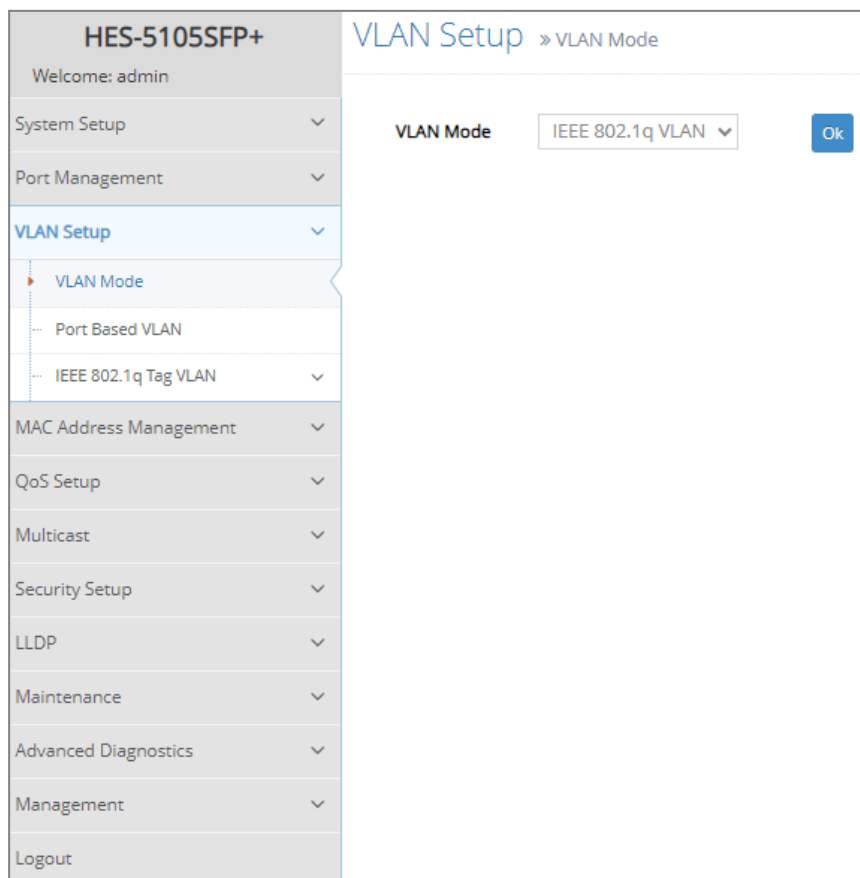 HES-5105SFP+
Welcome: admin
System Setup
Port Management
VLAN Setup
VLAN Mode
Port Based VLAN
IEEE 802.1q Tag VLAN
MAC Address Management
QoS Setup
Multicast
Security Setup
LLDP
Maintenance
Advanced Diagnostics
Management
Logout
VLAN Setup » VLAN Mode
VLAN Mode IEEE 802.1q VLAN Ok